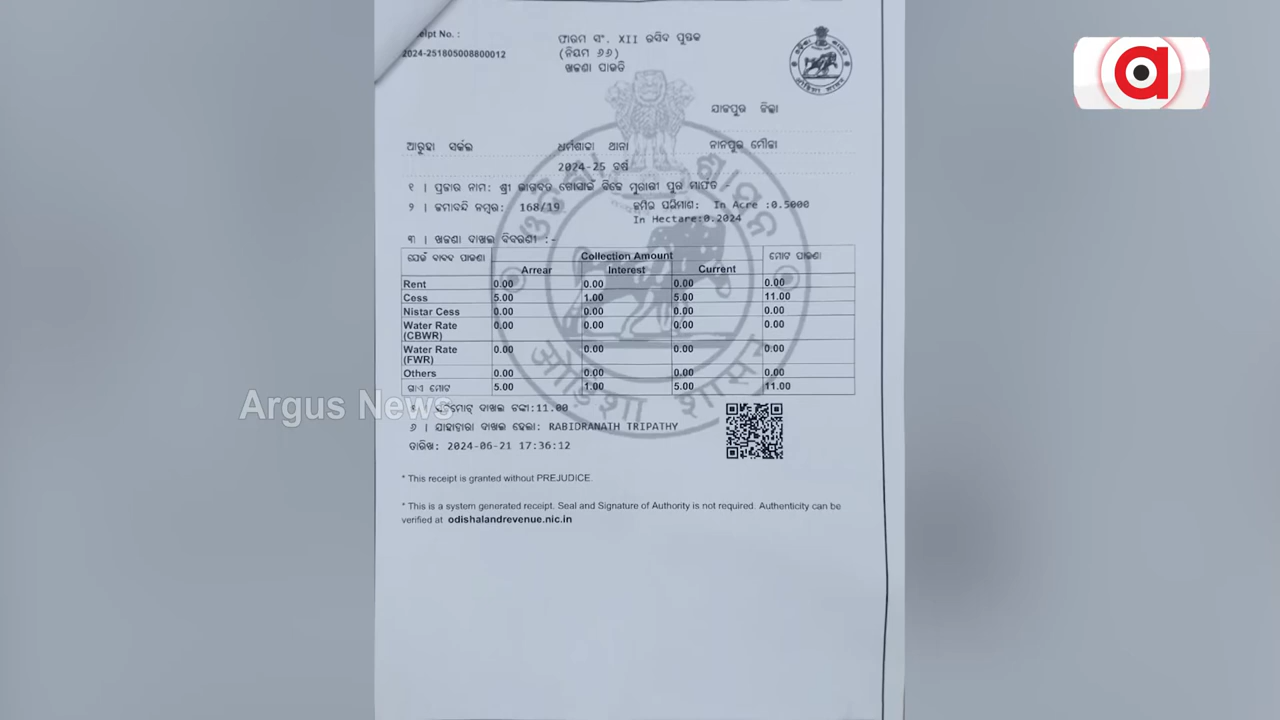 eipt No. :
2024-251805008800012
ଫାରମ ସଂ. XII ରସିଦ ପୁସ୍ତକ
(ନିୟମ ୬୬)
ଖଜଣା ପାଉତି
ଯାଜପୁର ଜିଲ୍ଲା
ଆରୁହା ସର୍କଲ ଧର୍ମଶାଳା ଥାନା ନାନପୁର ମୌଜା
2024-25 ବର୍ଷ
୧ । ପ୍ରଜାର ନାମ: ଶ୍ରୀ ଭାଗବତ ଗୋସାଇଁ ବିଜେ ମୁରାରୀ ପୁର ମାର୍ଫତ -
୨ । ଜମାବନ୍ଦି ନମ୍ବର: 168/19 ଜମିର ପରିମାଣ: In Acre :0.5000
In Hectare:0.2024
୩ । ଖଜଣା ଦାଖଲ ବିବରଣୀ :-
ଯେଉଁ ବାବଦ ପାଉଣା Collection Amount ମୋଟ ପାଉଣା
Arrear Interest Current
Rent 0.00 0.00 0.00 0.00
Cess 5.00 1.00 5.00 11.00
Nistar Cess 0.00 0.00 0.00 0.00
Water Rate (CBWR) 0.00 0.00 0.00 0.00
Water Rate (FWR) 0.00 0.00 0.00 0.00
Others 0.00 0.00 0.00 0.00
ଗାଏ ମୋଟ 5.00 1.00 5.00 11.00
ଦାଖଲ ଟଙ୍କା:11.00
୬ । ଯାହାଦ୍ୱାରା ଦାଖଲ ହେଲା: RABIDRANATH TRIPATHY
ତାରିଖ: 2024-06-21 17:36:12
* This receipt is granted without PREJUDICE.
* This is a system generated receipt. Seal and Signature of Authority is not required. Authenticity can be
verified at odishalandrevenue.nic.in
Argus News
a
ଓଡ଼ିଶା ଶାସନ
ओड़िशा शासन